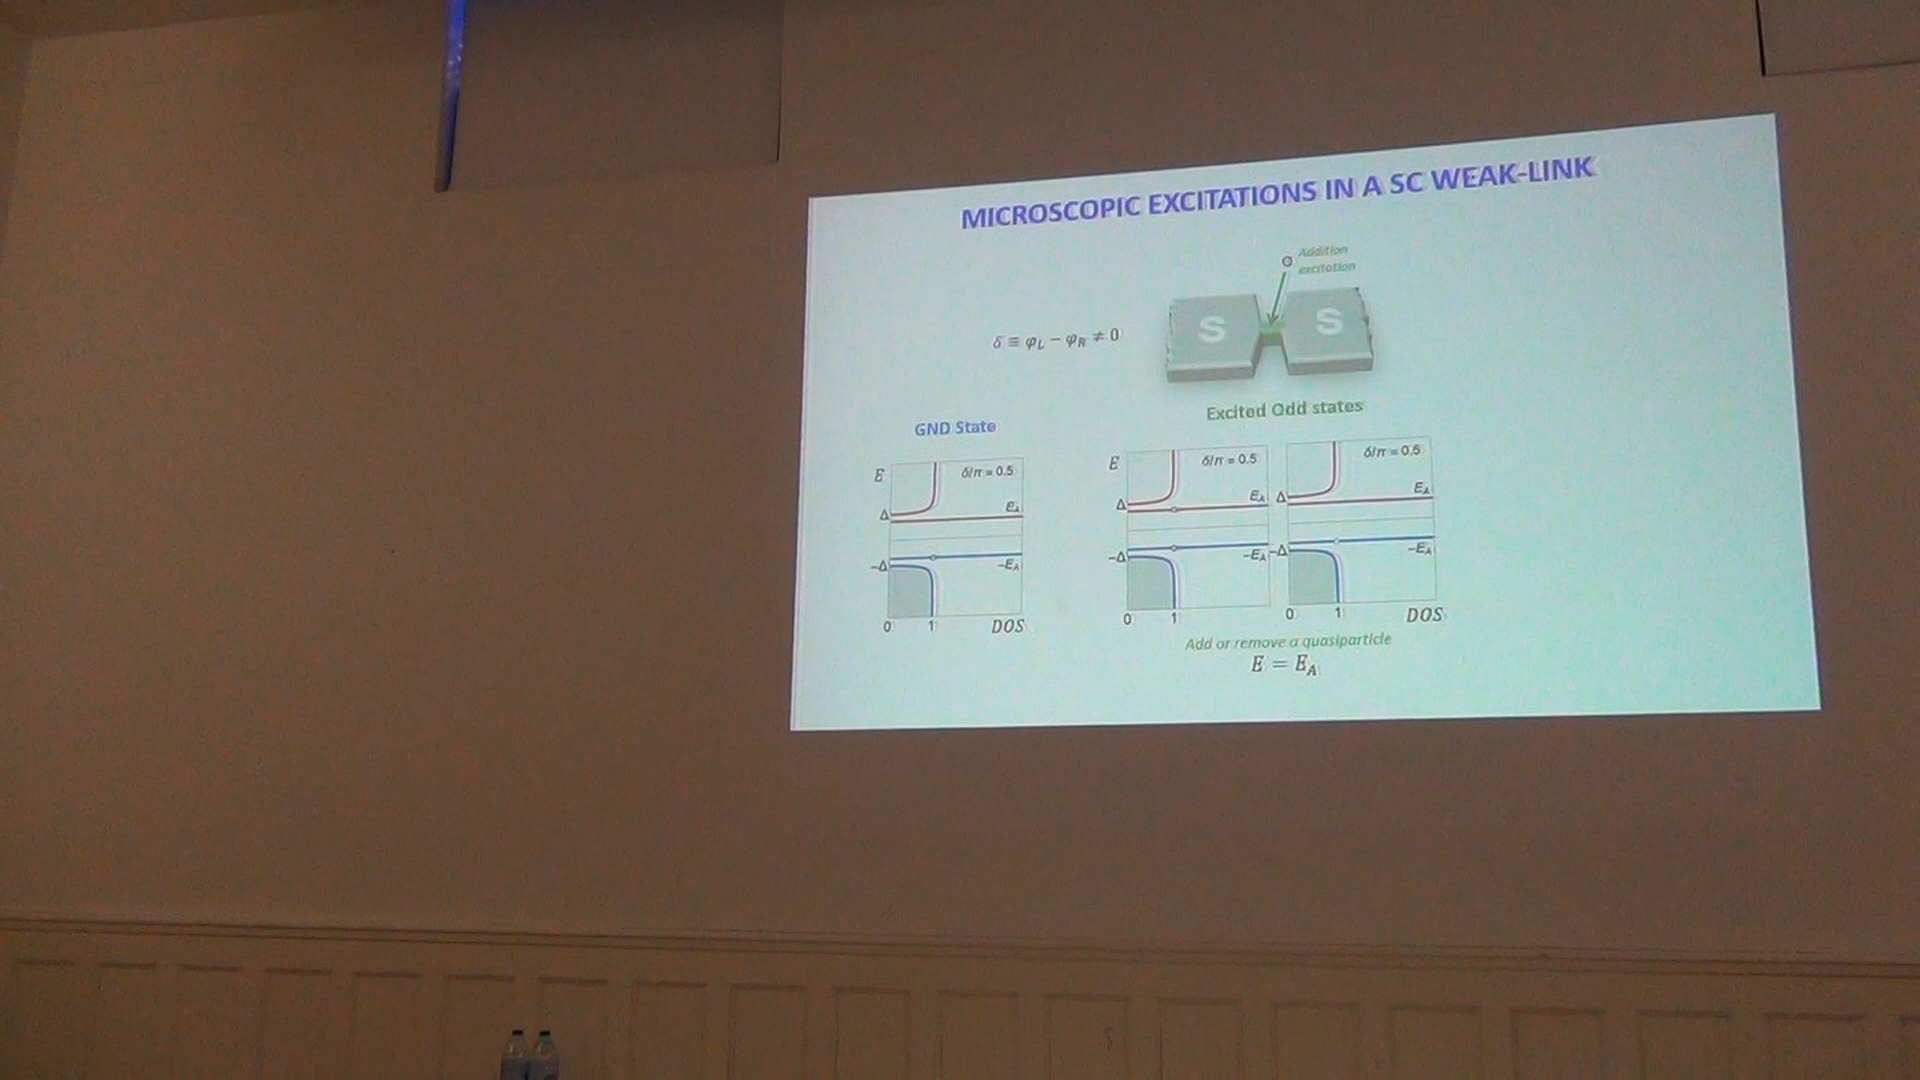 MICROSCOPIC EXCITATIONS IN A SC WEAK-LINK
Addition
excitation
S S
δ ≡ φL − φR ≠ 0
GND State
Excited Odd states
E
δ/π = 0.5
Δ
EA
−Δ
−EA
0 1 DOS
E
δ/π = 0.5
Δ
EA
−Δ
−EA
0 1
δ/π = 0.5
Δ
EA
−Δ
−EA
0 1 DOS
Add or remove a quasiparticle
E = EA